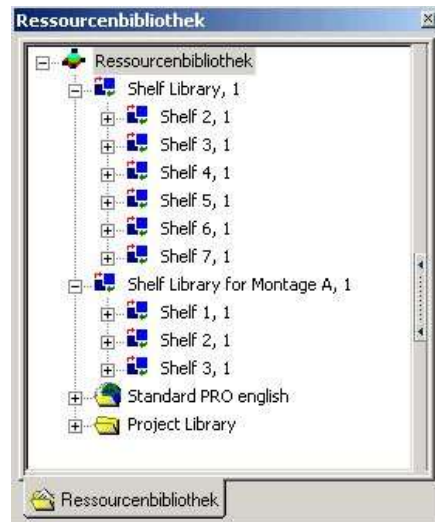 Ressourcenbibliothek
Ressourcenbibliothek
Shelf Library, 1
Shelf 2, 1
Shelf 3, 1
Shelf 4, 1
Shelf 5, 1
Shelf 6, 1
Shelf 7, 1
Shelf Library for Montage A, 1
Shelf 1, 1
Shelf 2, 1
Shelf 3, 1
Standard PRO english
Project Library
Ressourcenbibliothek